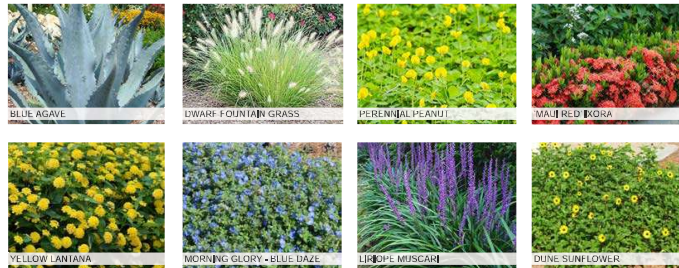 BLUE AGAVE
DWARF FOUNTAIN GRASS
PERENNIAL PEANUT
MAUI RED IXORA
YELLOW LANTANA
MORNING GLORY - BLUE DAZE
LIRIOPE MUSCARI
DUNE SUNFLOWER